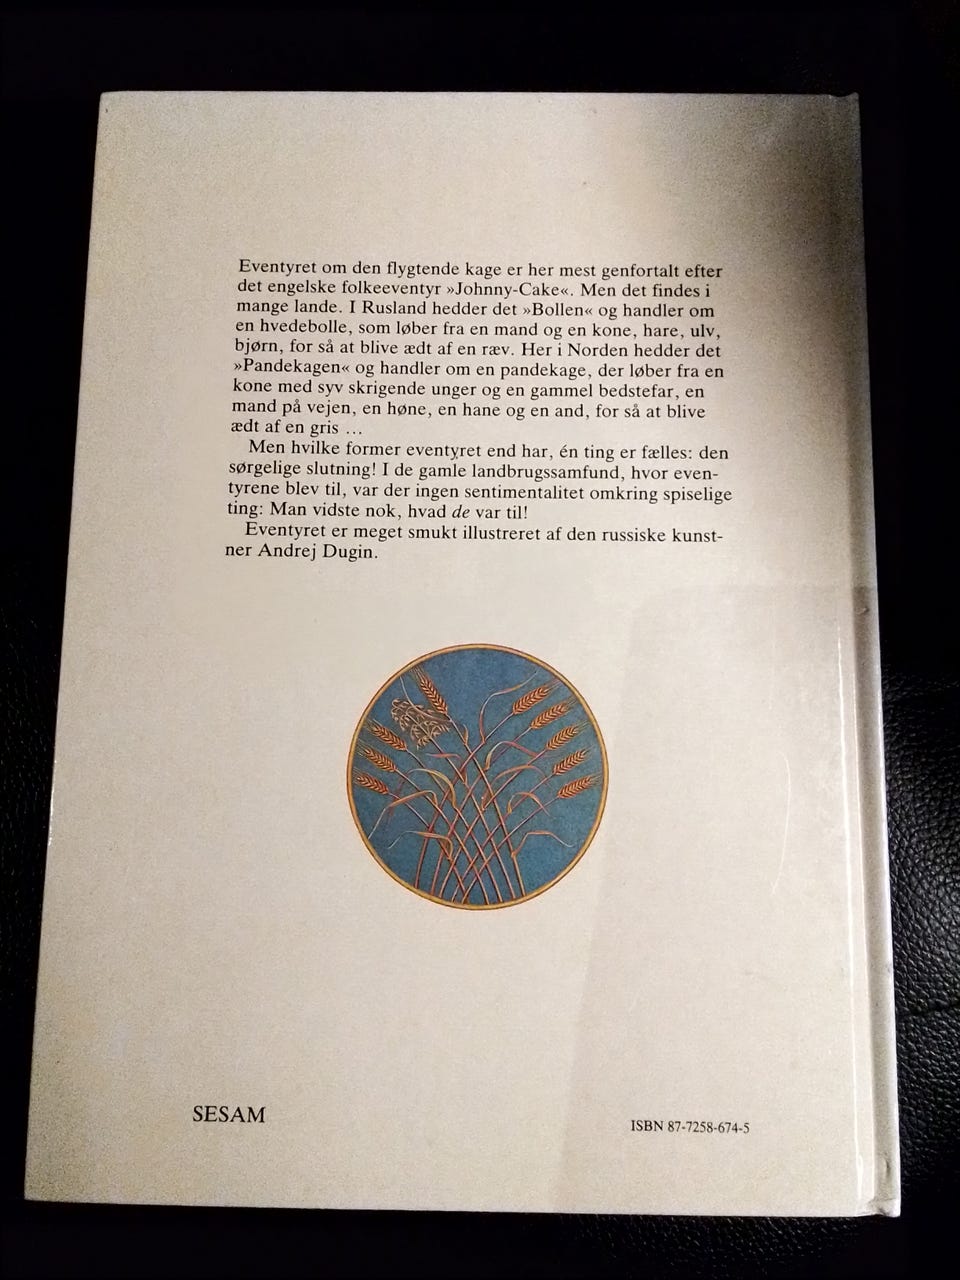 Eventyret om den flygtende kage er her mest genfortalt efter
det engelske folkeeventyr »Johnny-Cake«. Men det findes i
mange lande. I Rusland hedder det »Bollen« og handler om
en hvedebolle, som løber fra en mand og en kone, hare, ulv,
bjørn, for så at blive ædt af en ræv. Her i Norden hedder det
»Pandekagen« og handler om en pandekage, der løber fra en
kone med syv skrigende unger og en gammel bedstefar, en
mand på vejen, en høne, en hane og en and, for så at blive
ædt af en gris ...
Men hvilke former eventyret end har, én ting er fælles: den
sørgelige slutning! I de gamle landbrugssamfund, hvor even-
tyrene blev til, var der ingen sentimentalitet omkring spiselige
ting: Man vidste nok, hvad de var til!
Eventyret er meget smukt illustreret af den russiske kunst-
ner Andrej Dugin.
SESAM
ISBN 87-7258-674-5